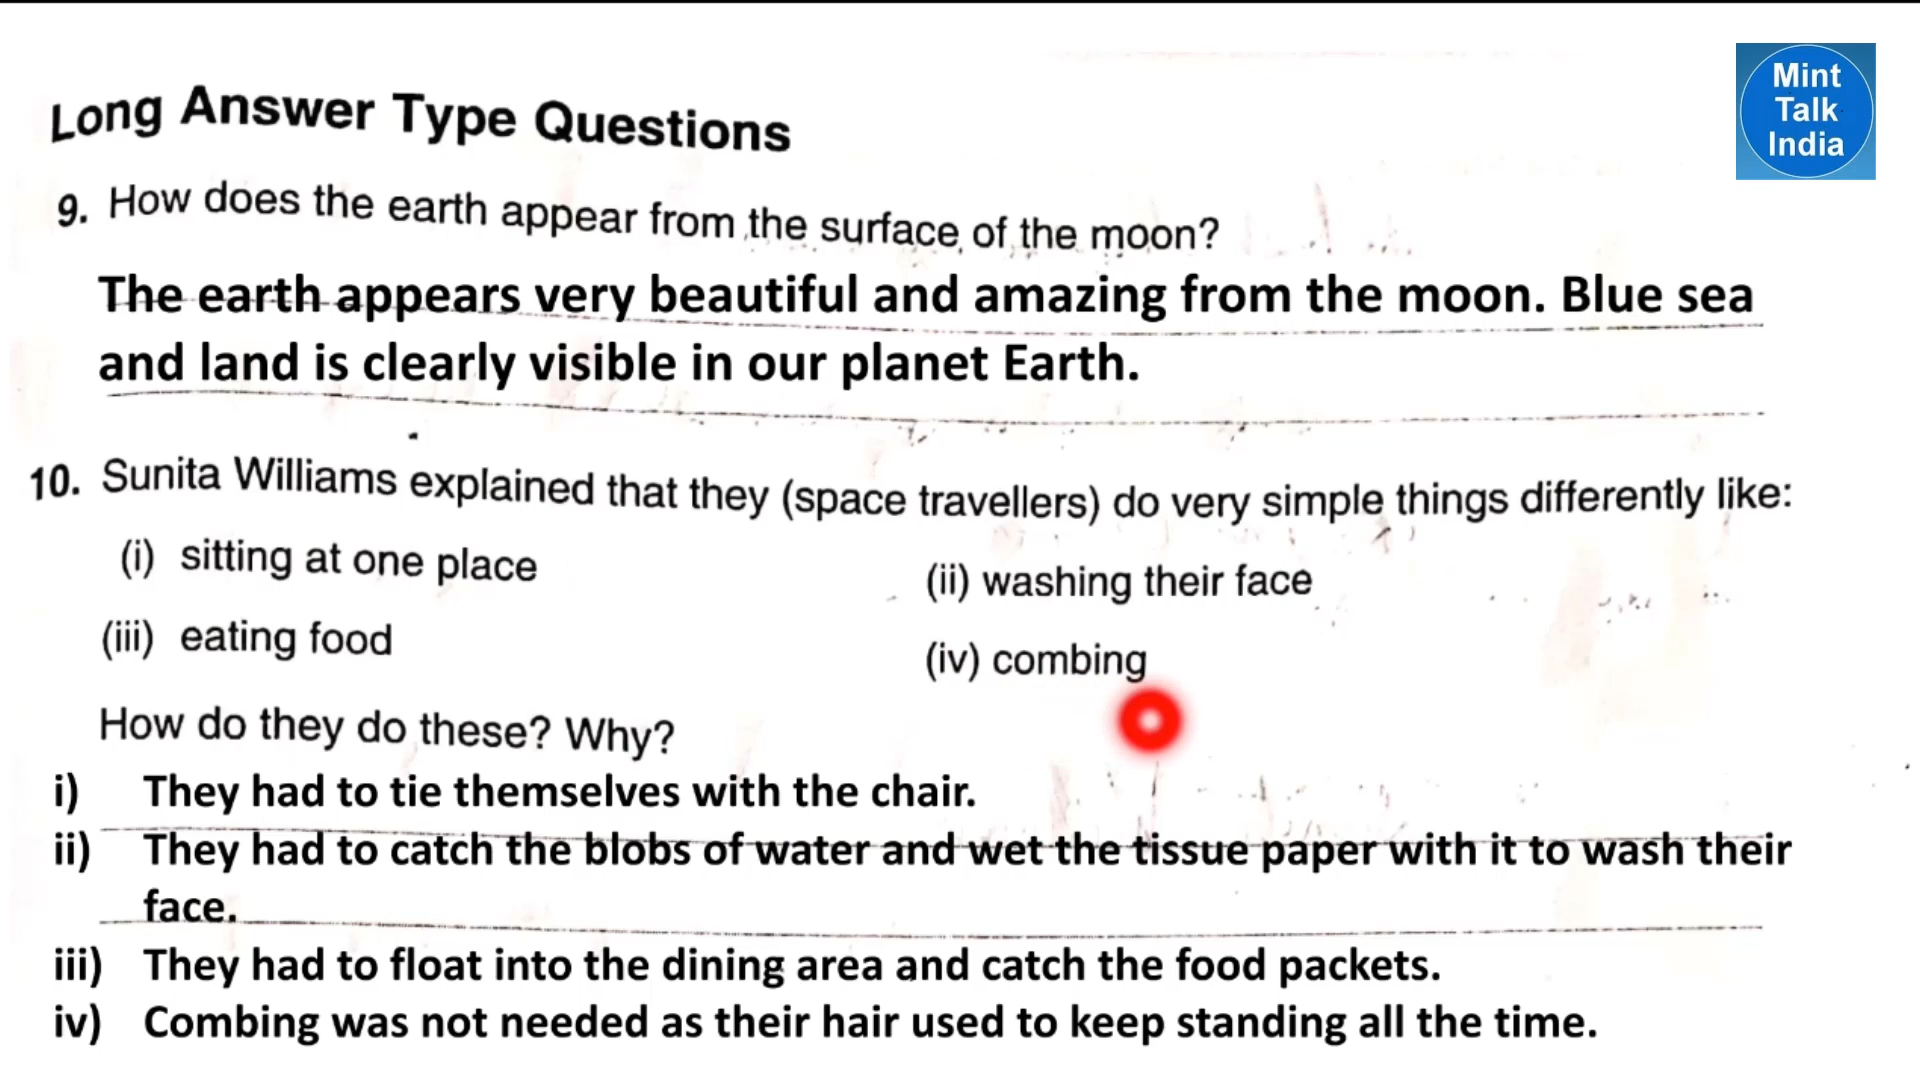 Mint
Talk
India
Long Answer Type Questions
9. How does the earth appear from the surface of the moon?
The earth appears very beautiful and amazing from the moon. Blue sea
and land is clearly visible in our planet Earth.
10. Sunita Williams explained that they (space travellers) do very simple things differently like:
(i) sitting at one place
(ii) washing their face
(iii) eating food
(iv) combing
How do they do these? Why?
i) They had to tie themselves with the chair.
ii) They had to catch the blobs of water and wet the tissue paper with it to wash their
face.
iii) They had to float into the dining area and catch the food packets.
iv) Combing was not needed as their hair used to keep standing all the time.